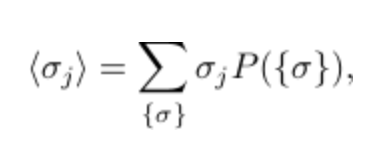 ⟨σ_j⟩ = ∑_{{σ}} σ_j P({σ}),